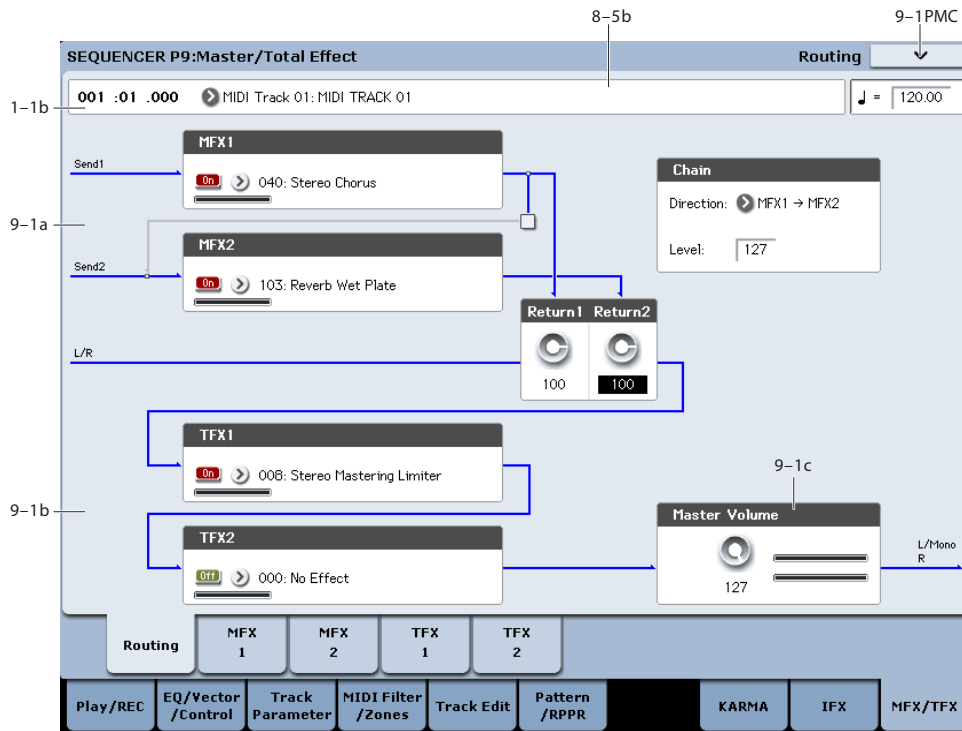 8–5b
9–1PMC
SEQUENCER P9:Master/Total Effect
Routing
1–1b
001 :01 .000
MIDI Track 01: MIDI TRACK 01
♩ = 120.00
MFX1
Send1
On
040: Stereo Chorus
Chain
Direction:
MFX1 → MFX2
9–1a
Level:
127
MFX2
Send2
On
103: Reverb Wet Plate
Return1 Return2
L/R
100
100
TFX1
On
008: Stereo Mastering Limiter
9–1c
9–1b
Master Volume
TFX2
L/Mono
R
Off
000: No Effect
127
Routing
MFX
1
MFX
2
TFX
1
TFX
2
Play/REC
EQ/Vector
/Control
Track
Parameter
MIDI Filter
/Zones
Track Edit
Pattern
/RPPR
KARMA
IFX
MFX/TFX